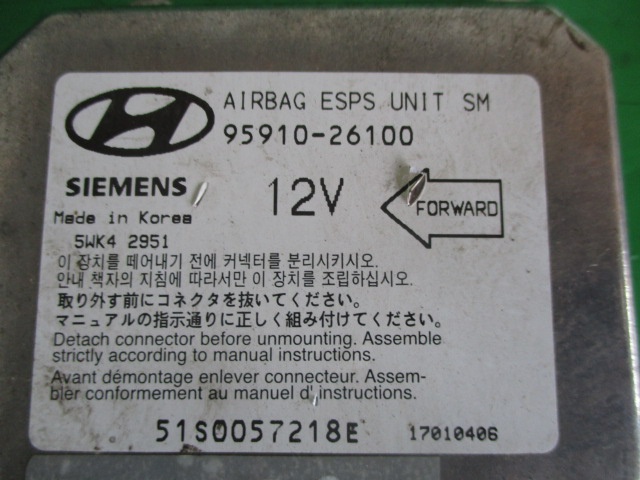 AIRBAG ESPS UNIT SM
95910-26100
SIEMENS
12V
FORWARD
Made in Korea
5WK4 2951
이 장치를 떼어내기 전에 커넥터를 분리시키시오.
안내 책자의 지침에 따라서만 이 장치를 조립하십시오.
取り外す前にコネクタを抜いてください。
マニュアルの指示通りに正しく組み付けてください。
Detach connector before unmounting. Assemble
strictly according to manual instructions.
Avant démontage enlever connecteur. Assem-
bler conformement au manuel d'instructions.
51S0057218E
17010406